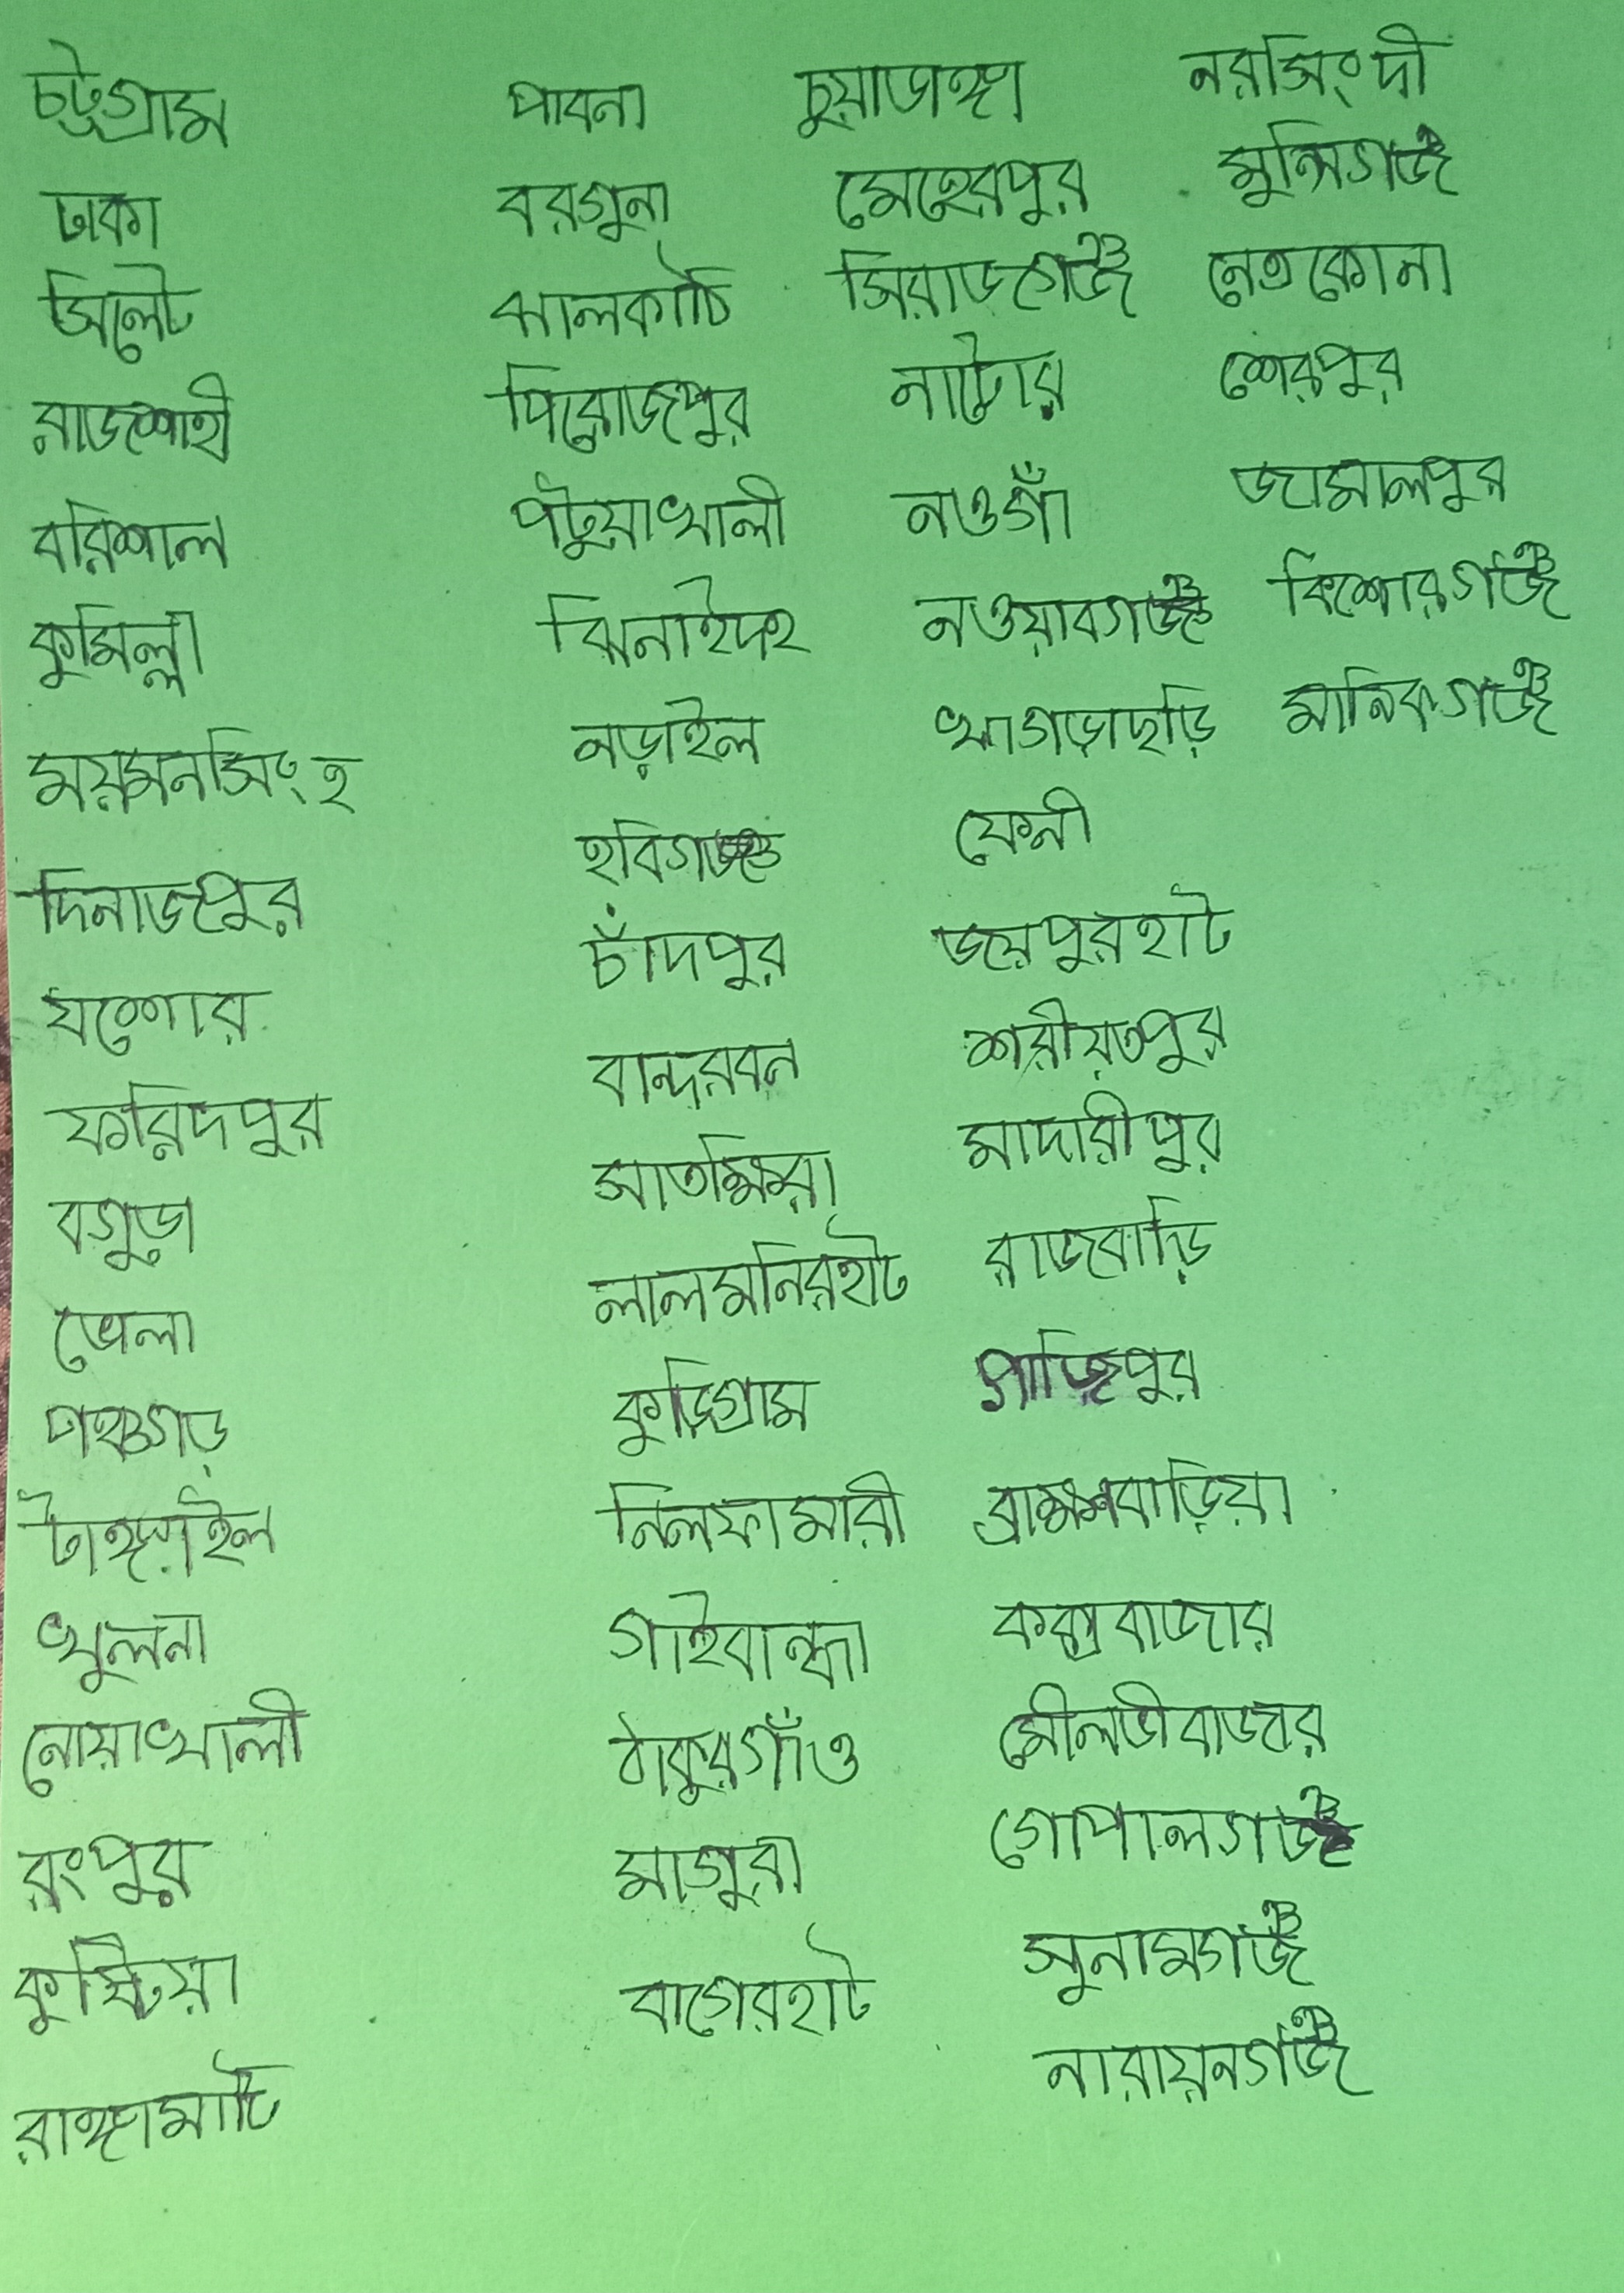 চট্টগ্রাম
ঢাকা
সিলেট
রাজশাহী
বরিশাল
কুমিল্লা
ময়মনসিংহ
দিনাজপুর
যশোর
ফরিদপুর
বগুড়া
ভোলা
পঞ্চগড়
টাঙ্গাইল
খুলনা
নোয়াখালী
রংপুর
কুষ্টিয়া
রাঙ্গামাটি
পাবনা
বরগুনা
ঝালকাঠি
পিরোজপুর
পটুয়াখালী
ঝিনাইদহ
নড়াইল
হবিগঞ্জ
চাঁদপুর
বান্দরবন
সাতক্ষিরা
লালমনিরহাট
কুড়িগ্রাম
নিলফামারী
গাইবান্ধা
ঠাকুরগাঁও
মাগুরা
বাগেরহাট
চুয়াডাঙ্গা
মেহেরপুর
সিরাজগঞ্জ
নাটোর
নওগাঁ
নওয়াবগঞ্জ
খাগড়াছড়ি
ফেনী
জয়পুরহাট
শরীয়তপুর
মাদারীপুর
রাজবাড়ি
গাজিপুর
ব্রাহ্মনবাড়িয়া
কক্সবাজার
মৌলভীবাজার
গোপালগঞ্জ
সুনামগঞ্জ
নারায়নগঞ্জ
নরসিংদী
মুন্সিগঞ্জ
নেত্রকোনা
শেরপুর
জামালপুর
কিশোরগঞ্জ
মানিকগঞ্জ